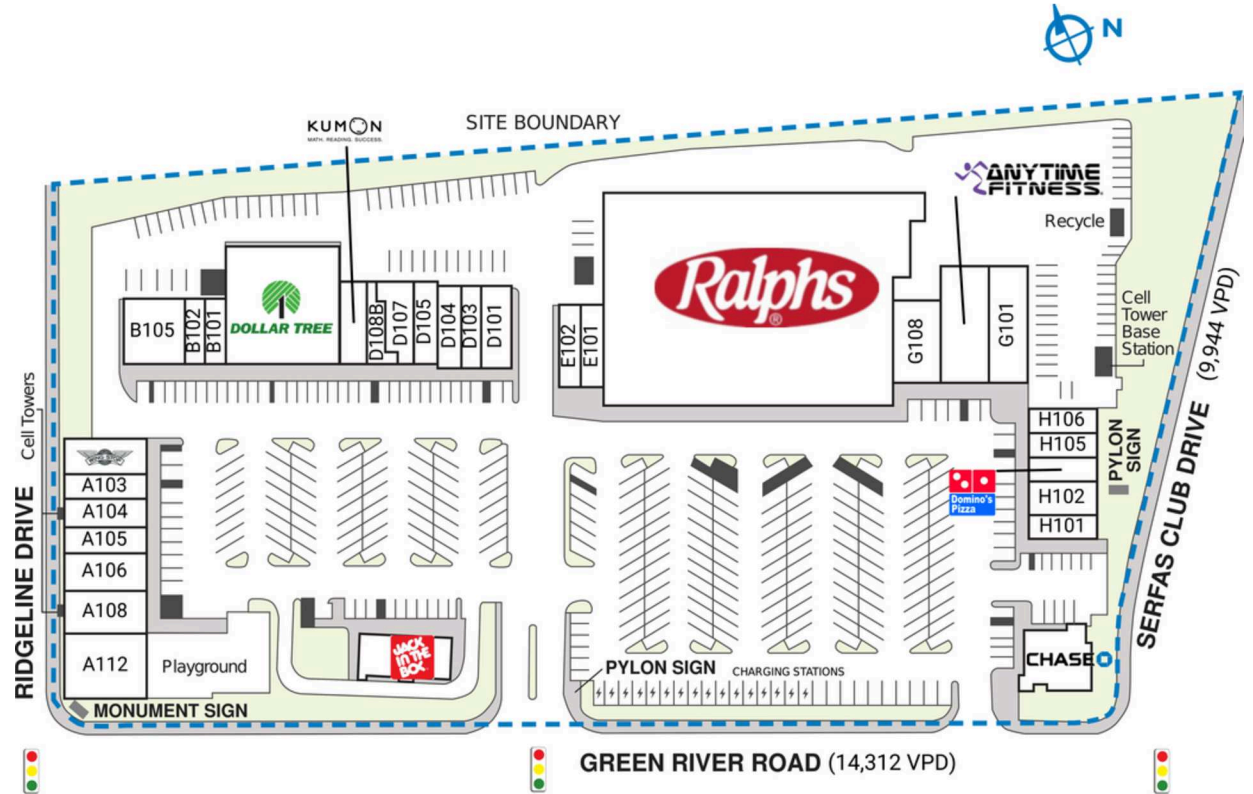 N
KUMON
MATH. READING. SUCCESS.
SITE BOUNDARY
ANYTIME
FITNESS.
Recycle
Ralphs
DOLLAR TREE
B105
B102
B101
D108B
D107
D105
D104
D103
D101
E102
E101
G108
G101
Cell
Tower
Base
Station
SERFAS CLUB DRIVE (9,944 VPD)
H106
H105
PYLON
SIGN
Domino's
Pizza
H102
H101
Cell Towers
RIDGELINE DRIVE
A103
A104
A105
A106
A108
A112
Playground
JACK
IN THE
BOX
PYLON SIGN
CHARGING STATIONS
CHASE
MONUMENT SIGN
GREEN RIVER ROAD (14,312 VPD)